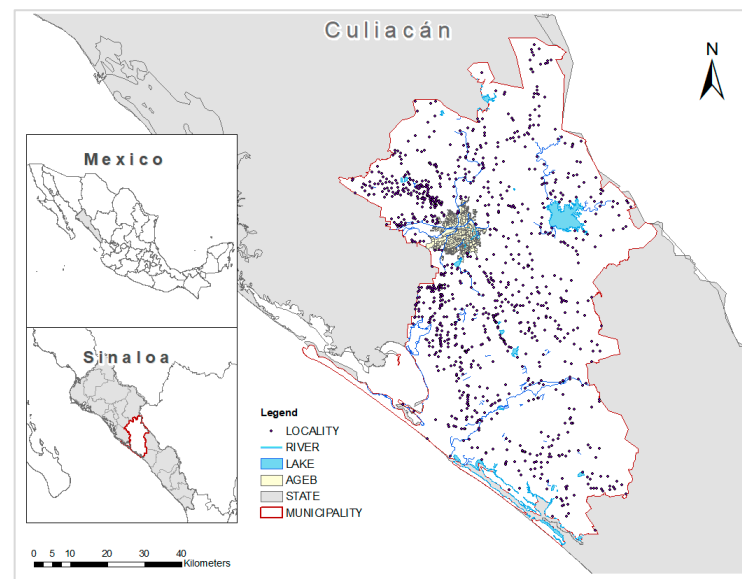 Culiacán
N
Mexico
Sinaloa
Legend
LOCALITY
RIVER
LAKE
AGEB
STATE
MUNICIPALITY
0 5 10 20 30 40
Kilometers